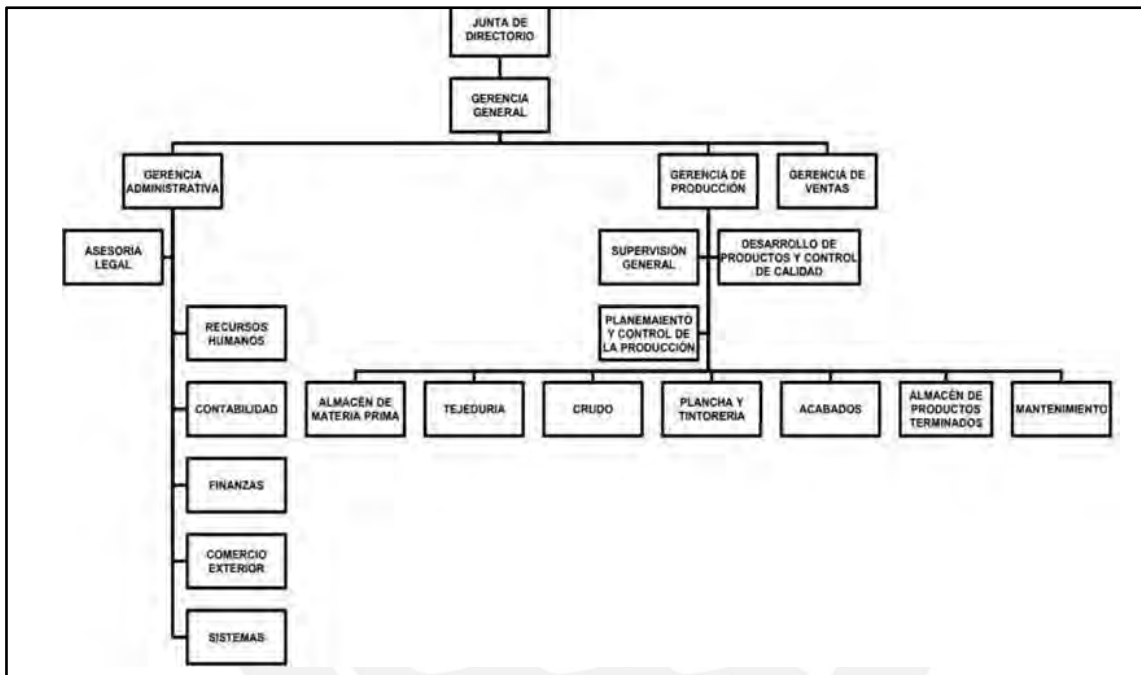 JUNTA DE
DIRECTORIO
GERENCIA
GENERAL
GERENCIA
ADMINISTRATIVA
GERENCIA DE
PRODUCCIÓN
GERENCIA DE
VENTAS
ASESORIA
LEGAL
SUPERVISIÓN
GENERAL
DESARROLLO DE
PRODUCTOS Y CONTROL
DE CALIDAD
RECURSOS
HUMANOS
PLANEMAIENTO
Y CONTROL DE
LA PRODUCCIÓN
ALMACÉN DE
MATERIA PRIMA
TEJEDURIA
CRUDO
PLANCHA Y
TINTORERIA
ACABADOS
ALMACÉN DE
PRODUCTOS
TERMINADOS
MANTENIMIENTO
CONTABILIDAD
FINANZAS
COMERCIO
EXTERIOR
SISTEMAS